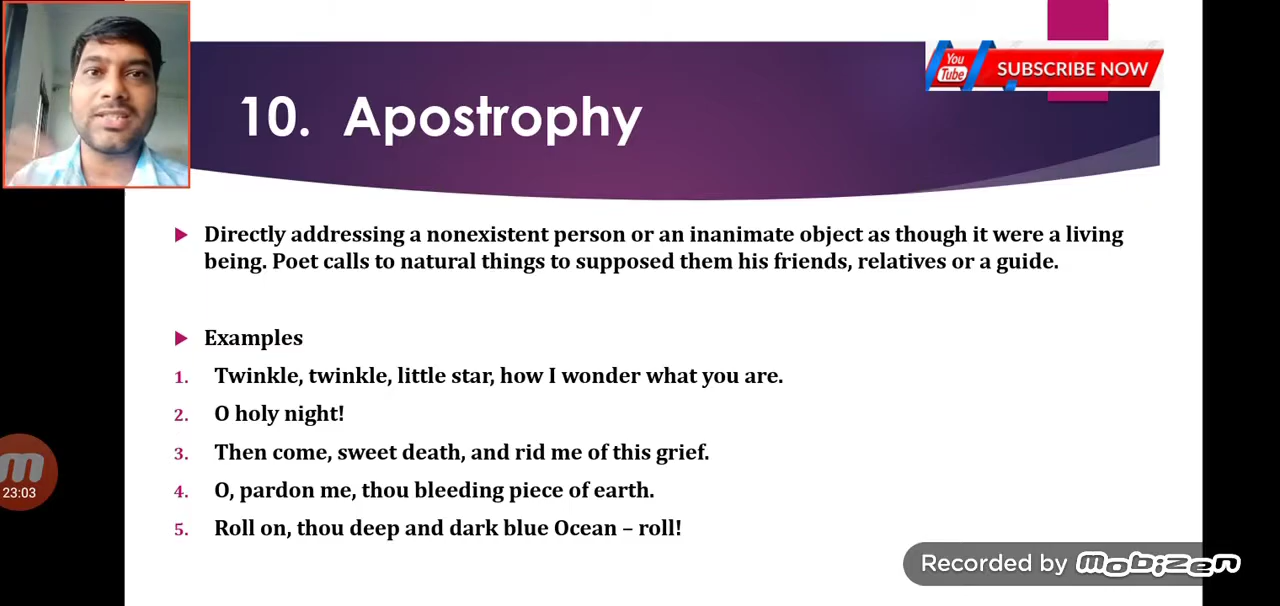 You
Tube
SUBSCRIBE NOW
10. Apostrophy
Directly addressing a nonexistent person or an inanimate object as though it were a living
being. Poet calls to natural things to supposed them his friends, relatives or a guide.
Examples
1. Twinkle, twinkle, little star, how I wonder what you are.
2. O holy night!
3. Then come, sweet death, and rid me of this grief.
4. O, pardon me, thou bleeding piece of earth.
5. Roll on, thou deep and dark blue Ocean – roll!
23:03
Recorded by mobizen